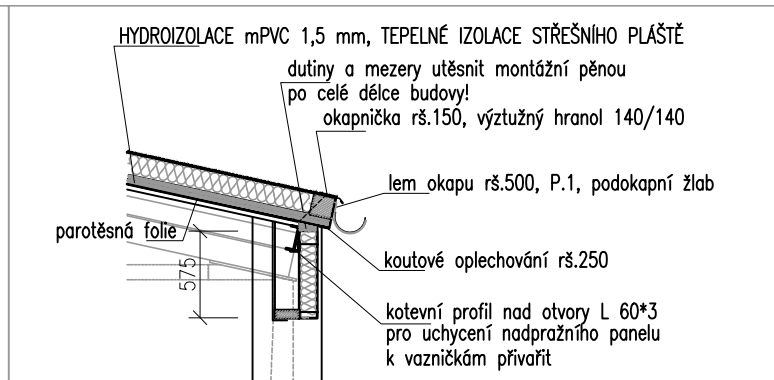 HYDROIZOLACE mPVC 1,5 mm, TEPELNÉ IZOLACE STŘEŠNÍHO PLÁŠTĚ
dutiny a mezery utěsnit montážní pěnou
po celé délce budovy!
okapnička rš.150, výztužný hranol 140/140
lem okapu rš.500, P.1, podokapní žlab
parotěsná folie
koutové oplechování rš.250
575
kotevní profil nad otvory L 60*3
pro uchycení nadpražního panelu
k vazničkám přivařit